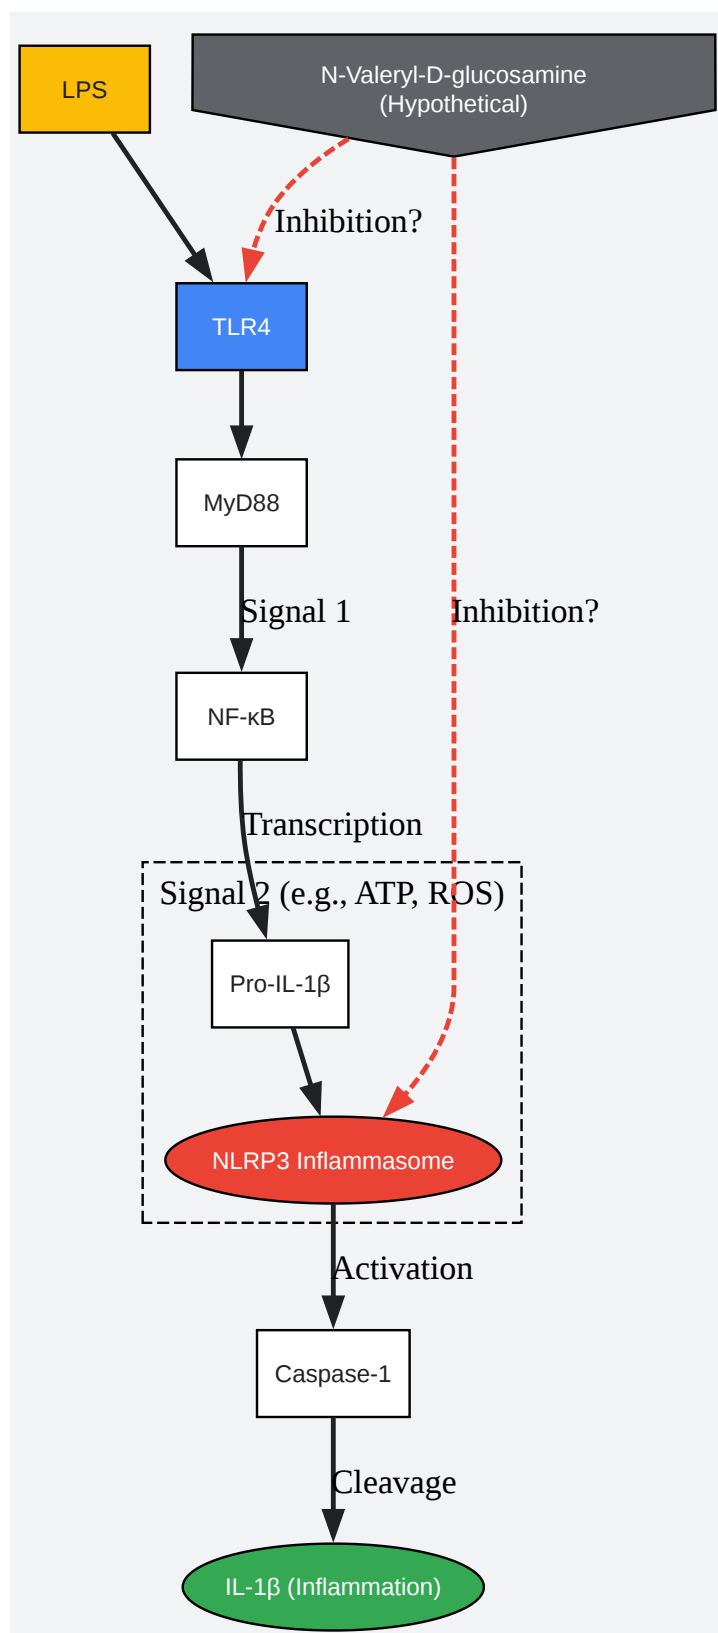 LPS
N-Valeryl-D-glucosamine
(Hypothetical)
Inhibition?
TLR4
MyD88
Signal 1
Inhibition?
NF-κB
Transcription
Signal 2 (e.g., ATP, ROS)
Pro-IL-1β
NLRP3 Inflammasome
Activation
Caspase-1
Cleavage
IL-1β (Inflammation)